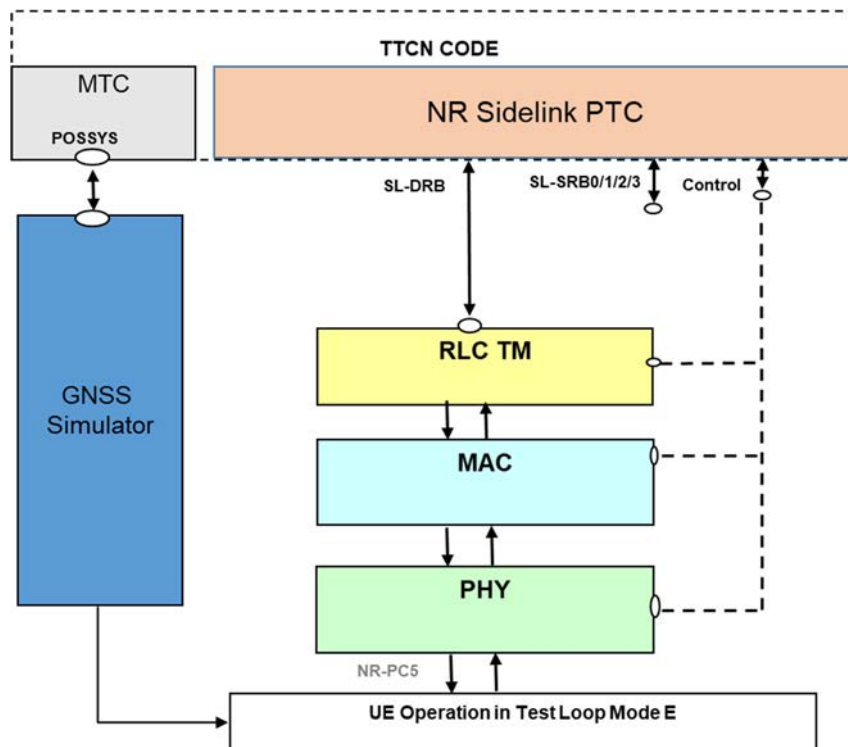 TTCN CODE
MTC
NR Sidelink PTC
POSSYS
SL-DRB
SL-SRB0/1/2/3
Control
RLC TM
GNSS
Simulator
MAC
PHY
NR-PC5
UE Operation in Test Loop Mode E